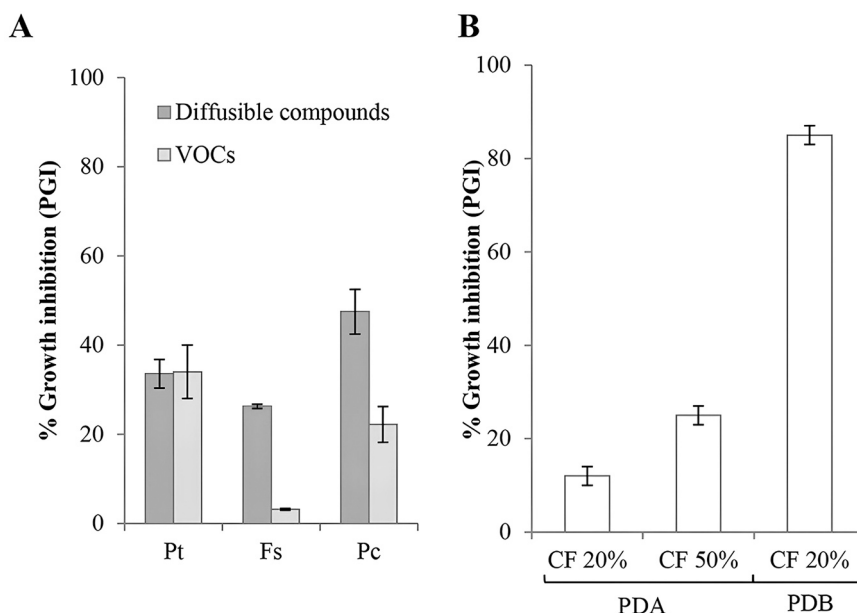 A
% Growth inhibition (PGI)
100
80
60
40
20
0
Diffusible compounds
VOCs
Pt Fs Pc
B
% Growth inhibition (PGI)
100
80
60
40
20
0
CF 20% CF 50% CF 20%
PDA PDB